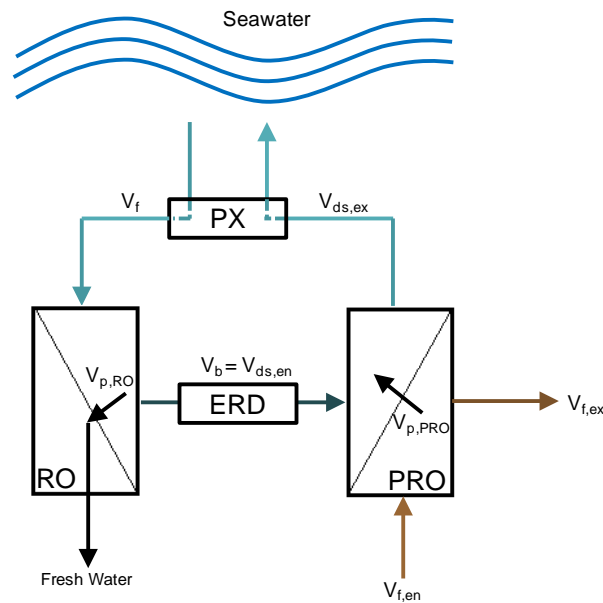 Seawater
V_f
PX
V_ds,ex
V_p,RO
V_b = V_ds,en
ERD
V_p,PRO
V_f,ex
RO
PRO
Fresh Water
V_f,en